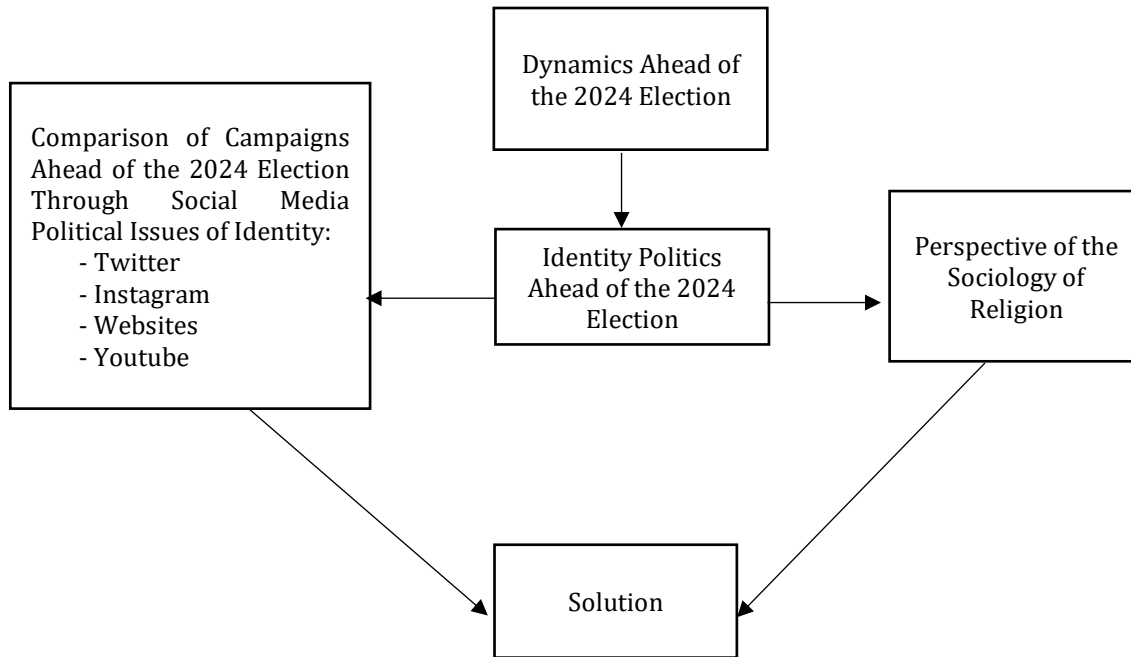 Dynamics Ahead of
the 2024 Election
Comparison of Campaigns
Ahead of the 2024 Election
Through Social Media
Political Issues of Identity:
- Twitter
- Instagram
- Websites
- Youtube
Identity Politics
Ahead of the 2024
Election
Perspective of the
Sociology of
Religion
Solution